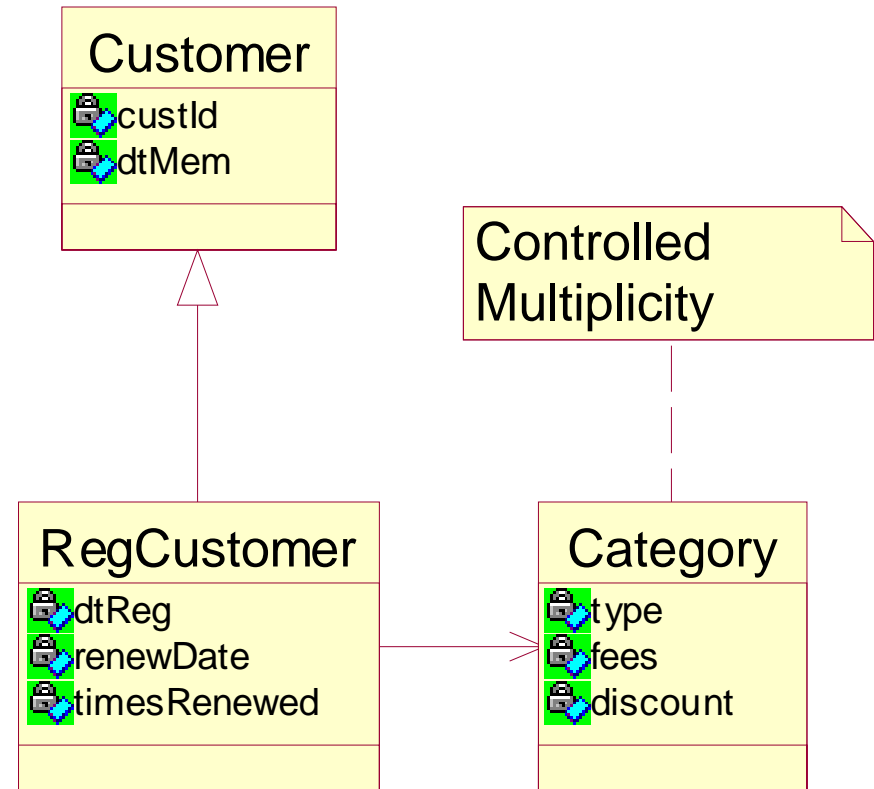 Customer
custId
dtMem
Controlled
Multiplicity
RegCustomer
dtReg
renewDate
timesRenewed
Category
type
fees
discount